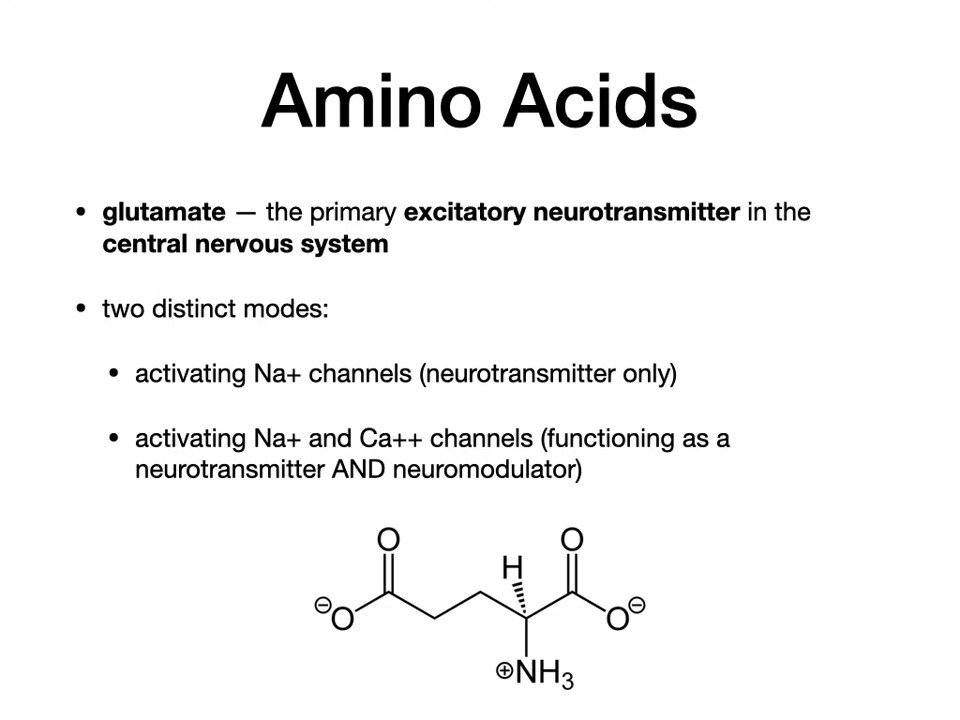 Amino Acids
• glutamate — the primary excitatory neurotransmitter in the
central nervous system
• two distinct modes:
• activating Na+ channels (neurotransmitter only)
• activating Na+ and Ca++ channels (functioning as a
neurotransmitter AND neuromodulator)
O H O
⊖O O⊖
⊕NH₃